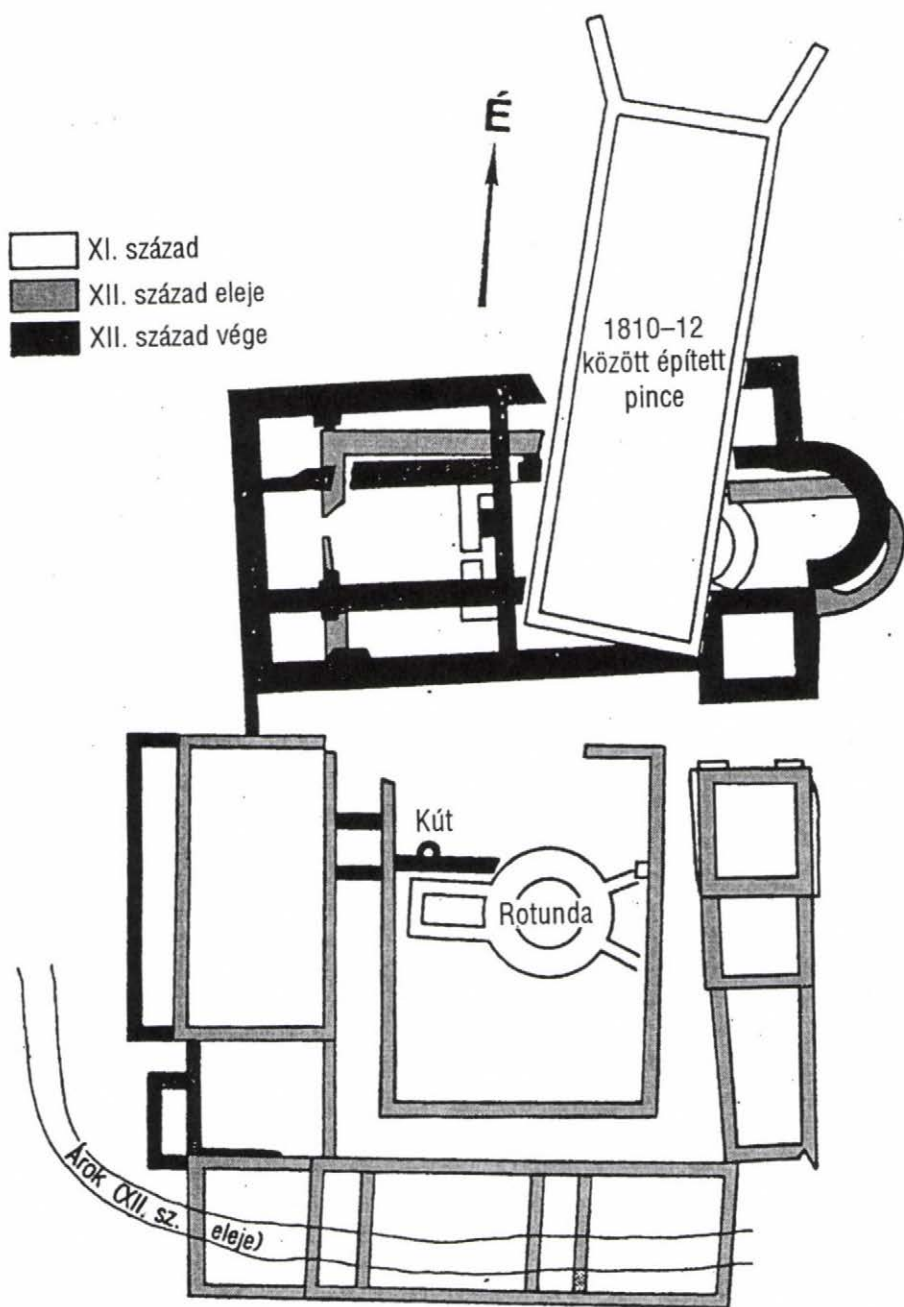 É
XI. század
XII. század eleje
XII. század vége
1810–12
között épített
pince
Kút
Rotunda
Árok (XII. sz. eleje)